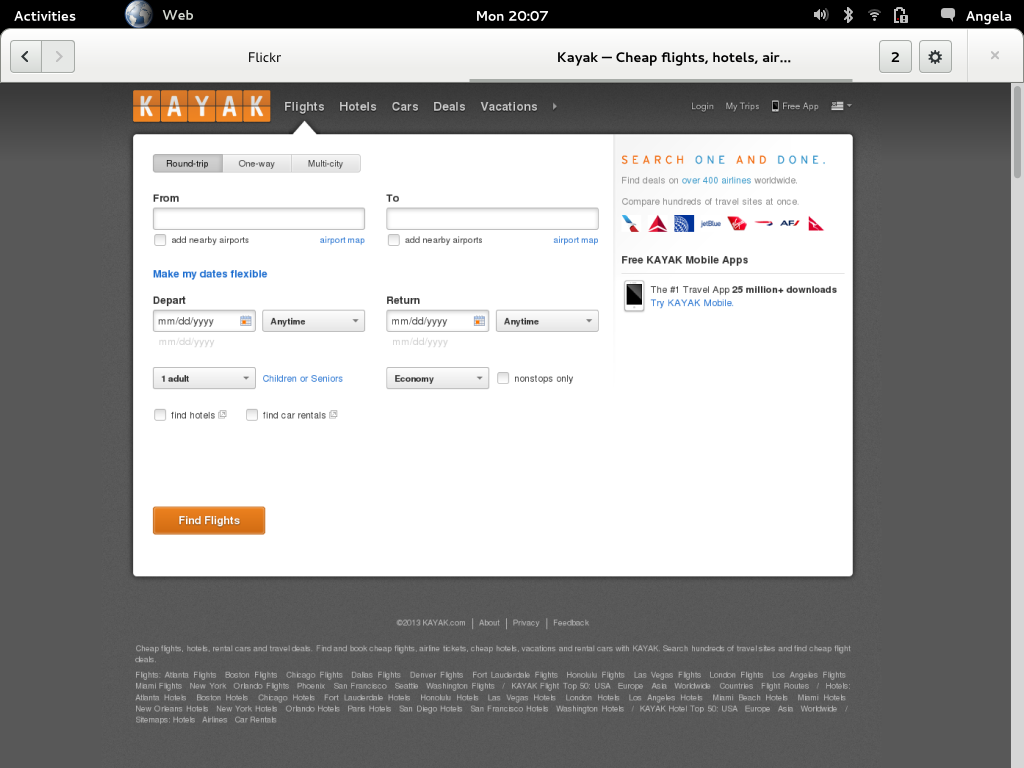 Activities Web Mon 20:07 Angela
Flickr Kayak — Cheap flights, hotels, air... 2
KAYAK Flights Hotels Cars Deals Vacations Login My Trips Free App
Round-trip One-way Multi-city
From To
add nearby airports airport map add nearby airports airport map
Make my dates flexible
Depart Return
mm/dd/yyyy Anytime mm/dd/yyyy Anytime
mm/dd/yyyy mm/dd/yyyy
1 adult Children or Seniors Economy nonstops only
find hotels find car rentals
Find Flights
SEARCH ONE AND DONE.
Find deals on over 400 airlines worldwide.
Compare hundreds of travel sites at once.
jetBlue AF
Free KAYAK Mobile Apps
The #1 Travel App 25 million+ downloads
Try KAYAK Mobile.
©2013 KAYAK.com | About | Privacy | Feedback
Cheap flights, hotels, rental cars and travel deals. Find and book cheap flights, airline tickets, cheap hotels, vacations and rental cars with KAYAK. Search hundreds of travel sites and find cheap flight
deals.
Flights: Atlanta Flights Boston Flights Chicago Flights Dallas Flights Denver Flights Fort Lauderdale Flights Honolulu Flights Las Vegas Flights London Flights Los Angeles Flights
Miami Flights New York Orlando Flights Phoenix San Francisco Seattle Washington Flights / KAYAK Flight Top 50: USA Europe Asia Worldwide Countries Flight Routes / Hotels:
Atlanta Hotels Boston Hotels Chicago Hotels Fort Lauderdale Hotels Honolulu Hotels Las Vegas Hotels London Hotels Los Angeles Hotels Miami Beach Hotels Miami Hotels
New Orleans Hotels New York Hotels Orlando Hotels Paris Hotels San Diego Hotels San Francisco Hotels Washington Hotels / KAYAK Hotel Top 50: USA Europe Asia Worldwide /
Sitemaps: Hotels Airlines Car Rentals